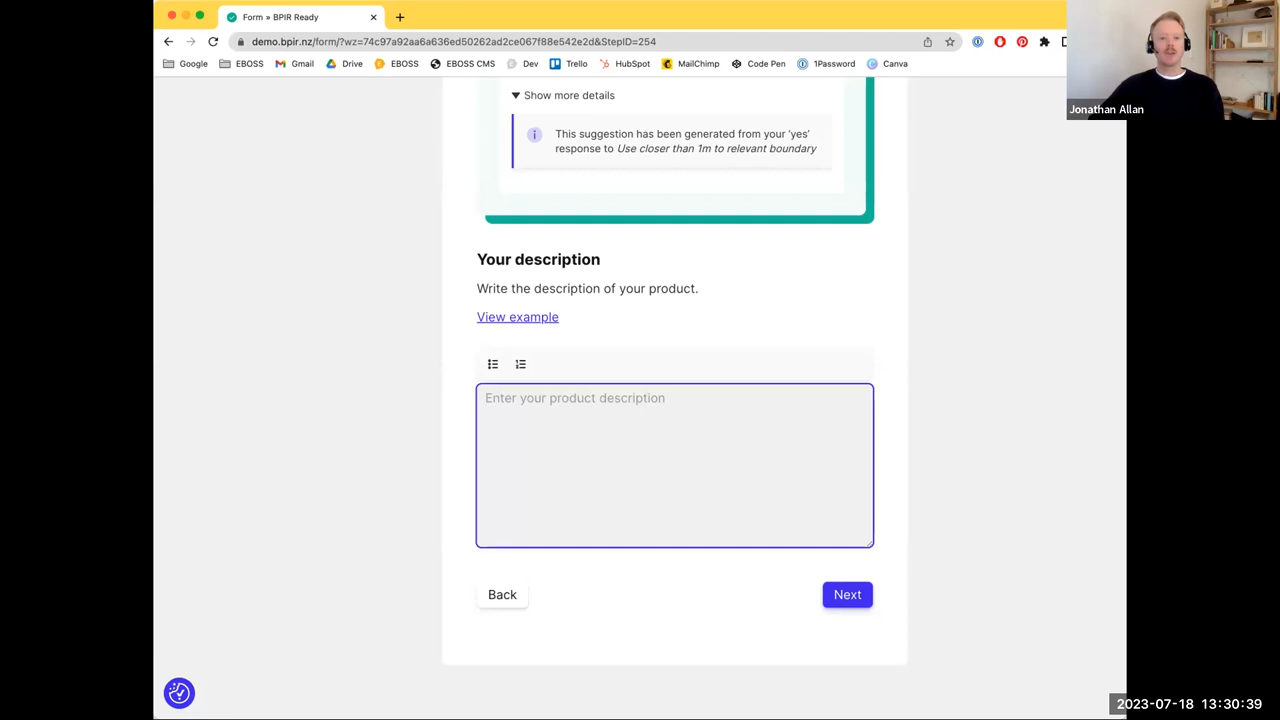 Form » BPIR Ready
demo.bpir.nz/form/?wz=74c97a92aa6a636ed50262ad2ce067f88e542e2d&StepID=254
Google EBOSS Gmail Drive EBOSS EBOSS CMS Dev Trello HubSpot MailChimp Code Pen 1Password Canva
Jonathan Allan
Show more details
This suggestion has been generated from your ‘yes’
response to Use closer than 1m to relevant boundary
Your description
Write the description of your product.
View example
Enter your product description
Back Next
2023-07-18 13:30:39